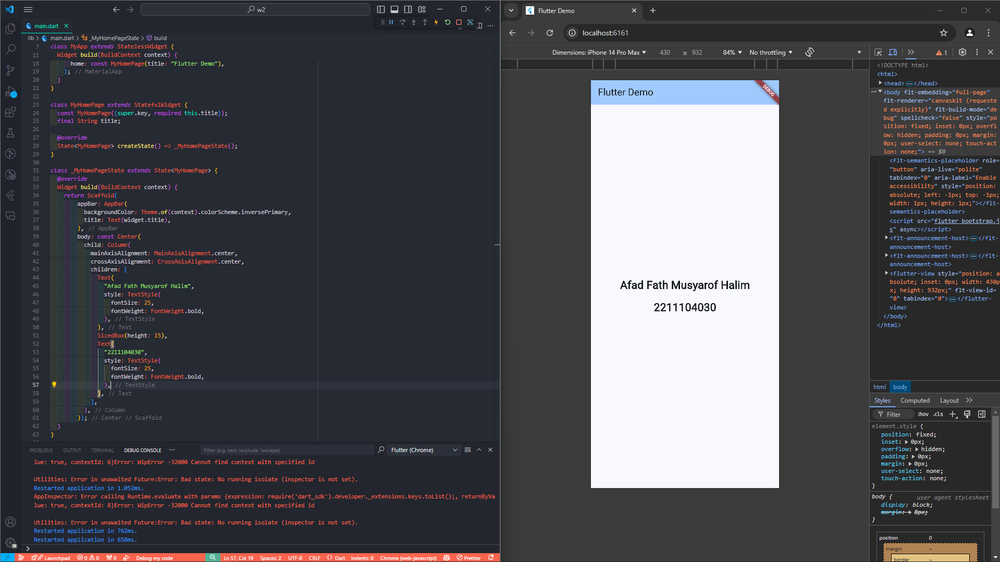 w2
main.dart
lib > main.dart > _MyHomePageState > build
7 class MyApp extends StatelessWidget {
11 Widget build(BuildContext context) {
18 home: const MyHomePage(title: "Flutter Demo"),
19 ); // MaterialApp
20 }
21 }
22
23 class MyHomePage extends StatefulWidget {
24 const MyHomePage({super.key, required this.title});
25 final String title;
26
27 @override
28 State<MyHomePage> createState() => _MyHomePageState();
29 }
30
31 class _MyHomePageState extends State<MyHomePage> {
32 @override
33 Widget build(BuildContext context) {
34 return Scaffold(
35 appBar: AppBar(
36 backgroundColor: Theme.of(context).colorScheme.inversePrimary,
37 title: Text(widget.title),
38 ), // AppBar
39 body: const Center(
40 child: Column(
41 mainAxisAlignment: MainAxisAlignment.center,
42 crossAxisAlignment: CrossAxisAlignment.center,
43 children: [
44 Text(
45 "Afad Fath Musyarof Halim",
46 style: TextStyle(
47 fontSize: 25,
48 fontWeight: FontWeight.bold,
49 ), // TextStyle
50 ), // Text
51 SizedBox(height: 15),
52 Text(
53 "2211104030",
54 style: TextStyle(
55 fontSize: 25,
56 fontWeight: FontWeight.bold,
57 ), // TextStyle
58 ), // Text
59 ],
60 ), // Column
61 )); // Center // Scaffold
62 }
63 }
PROBLEMS OUTPUT TERMINAL DEBUG CONSOLE ··· Filter (e.g. text, !exclude, \escape) Flutter (Chrome)
lue: true, contextId: 6}Error: WipError -32000 Cannot find context with specified id
Utilities: Error in unawaited Future:Error: Bad state: No running isolate (inspector is not set).
Restarted application in 1.052ms.
AppInspector: Error calling Runtime.evaluate with params {expression: require('dart_sdk').developer._extensions.keys.toList();, returnByVa
lue: true, contextId: 8}Error: WipError -32000 Cannot find context with specified id
Utilities: Error in unawaited Future:Error: Bad state: No running isolate (inspector is not set).
Restarted application in 762ms.
Restarted application in 658ms.
>
1
SE
Launchpad 0 0 0 Debug my code Ln 57, Col 19 Spaces: 2 UTF-8 CRLF {} Dart Indents: 8 Chrome (web-javascript) Prettier
Flutter Demo
localhost:6161
Dimensions: iPhone 14 Pro Max 430 × 932 84% No throttling
Flutter Demo
DEBUG
Afad Fath Musyarof Halim
2211104030
1
<!DOCTYPE html>
<html>
<head>···</head>
··· <body flt-embedding="full-page"
flt-renderer="canvaskit (requeste
d explicitly)" flt-build-mode="de
bug" spellcheck="false" style="po
sition: fixed; inset: 0px; overfl
ow: hidden; padding: 0px; margin:
0px; user-select: none; touch-act
ion: none;"> == $0
<flt-semantics-placeholder role=
"button" aria-live="polite"
tabindex="0" aria-label="Enable
accessibility" style="position:
absolute; left: -1px; top: -1px;
width: 1px; height: 1px;"></flt-
semantics-placeholder>
<script src="flutter_bootstrap.j
s" async></script>
<flt-announcement-host>···</flt-
announcement-host>
<flt-announcement-host>···</flt-
announcement-host>
<flutter-view style="position: a
bsolute; inset: 0px; width: 430p
x; height: 932px;" flt-view-id=
"0" tabindex="0">···</flutter-
view>
</body>
</html>
html body
Styles Computed Layout
Filter :hov .cls
element.style {
position: fixed;
inset: 0px;
overflow: hidden;
padding: 0px;
margin: 0px;
user-select: none;
touch-action: none;
}
body { user agent stylesheet
display: block;
margin: 8px;
}
position 0
margin –
border –